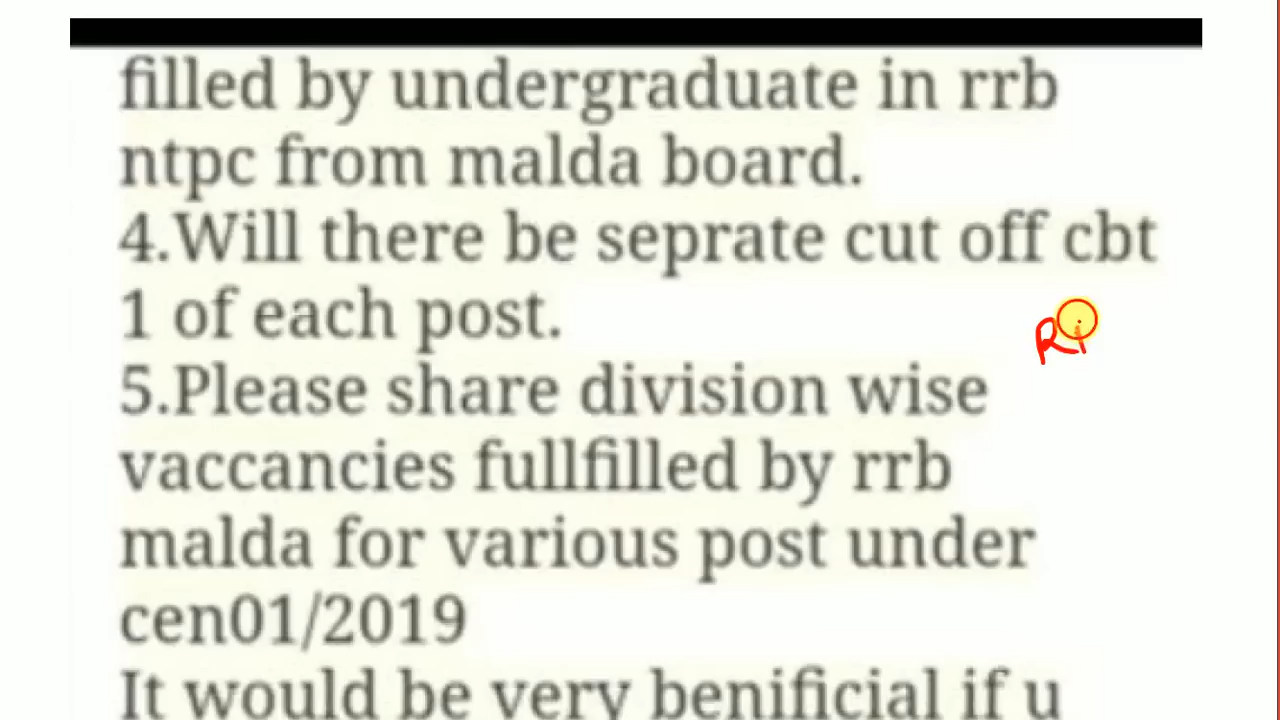 filled by undergraduate in rrb
ntpc from malda board.
4.Will there be seprate cut off cbt
1 of each post.
5.Please share division wise
vaccancies fullfilled by rrb
malda for various post under
cen01/2019
It would be very benificial if u